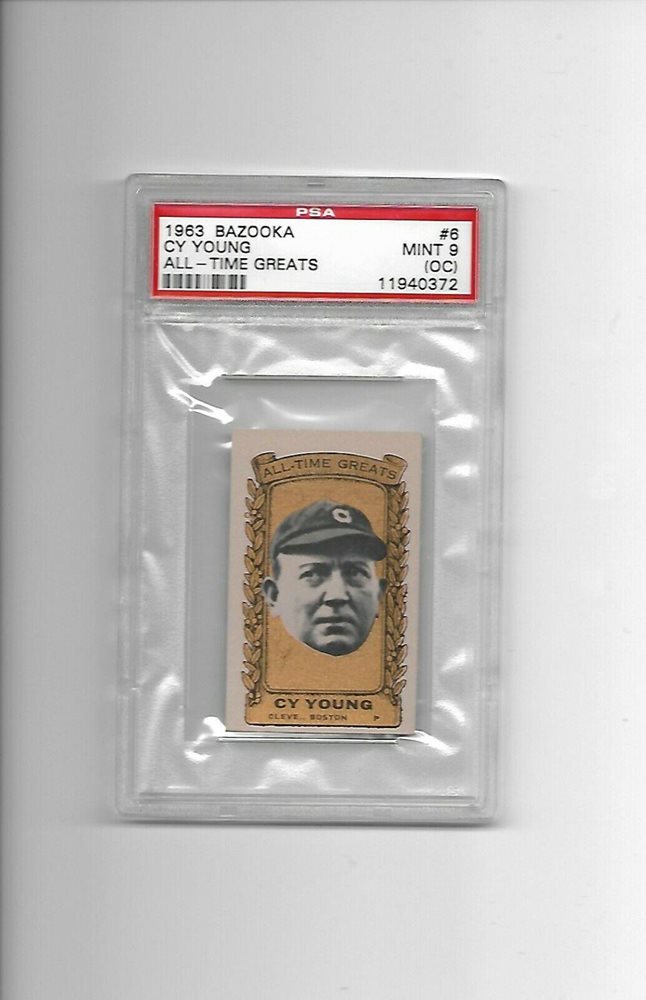 PSA
1963 BAZOOKA #6
CY YOUNG MINT 9
ALL-TIME GREATS (OC)
11940372
ALL-TIME GREATS
C
CY YOUNG
CLEVE., BOSTON P